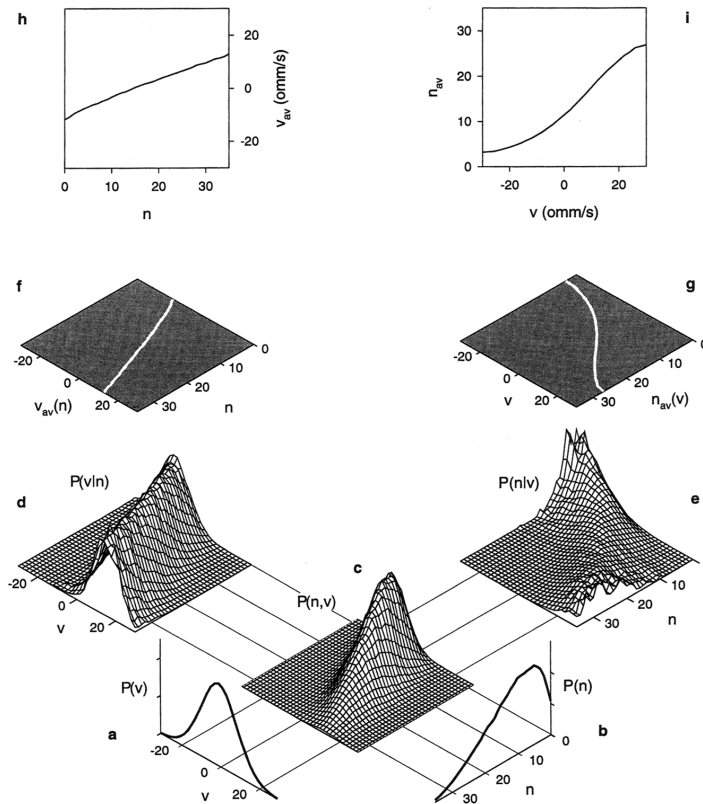 h
20
0
-20
v_av (omm/s)
0 10 20 30
n
i
30
20
10
0
n_av
-20 0 20
v (omm/s)
f
-20
0
20
v_av(n)
30
20
10
0
n
g
-20
0
20
v
30
20
10
0
n_av(v)
P(v|n)
d
-20
0
20
v
P(n|v)
e
30
20
10
n
c
P(n,v)
P(v)
a
-20
0
20
v
P(n)
b
30
20
10
0
n